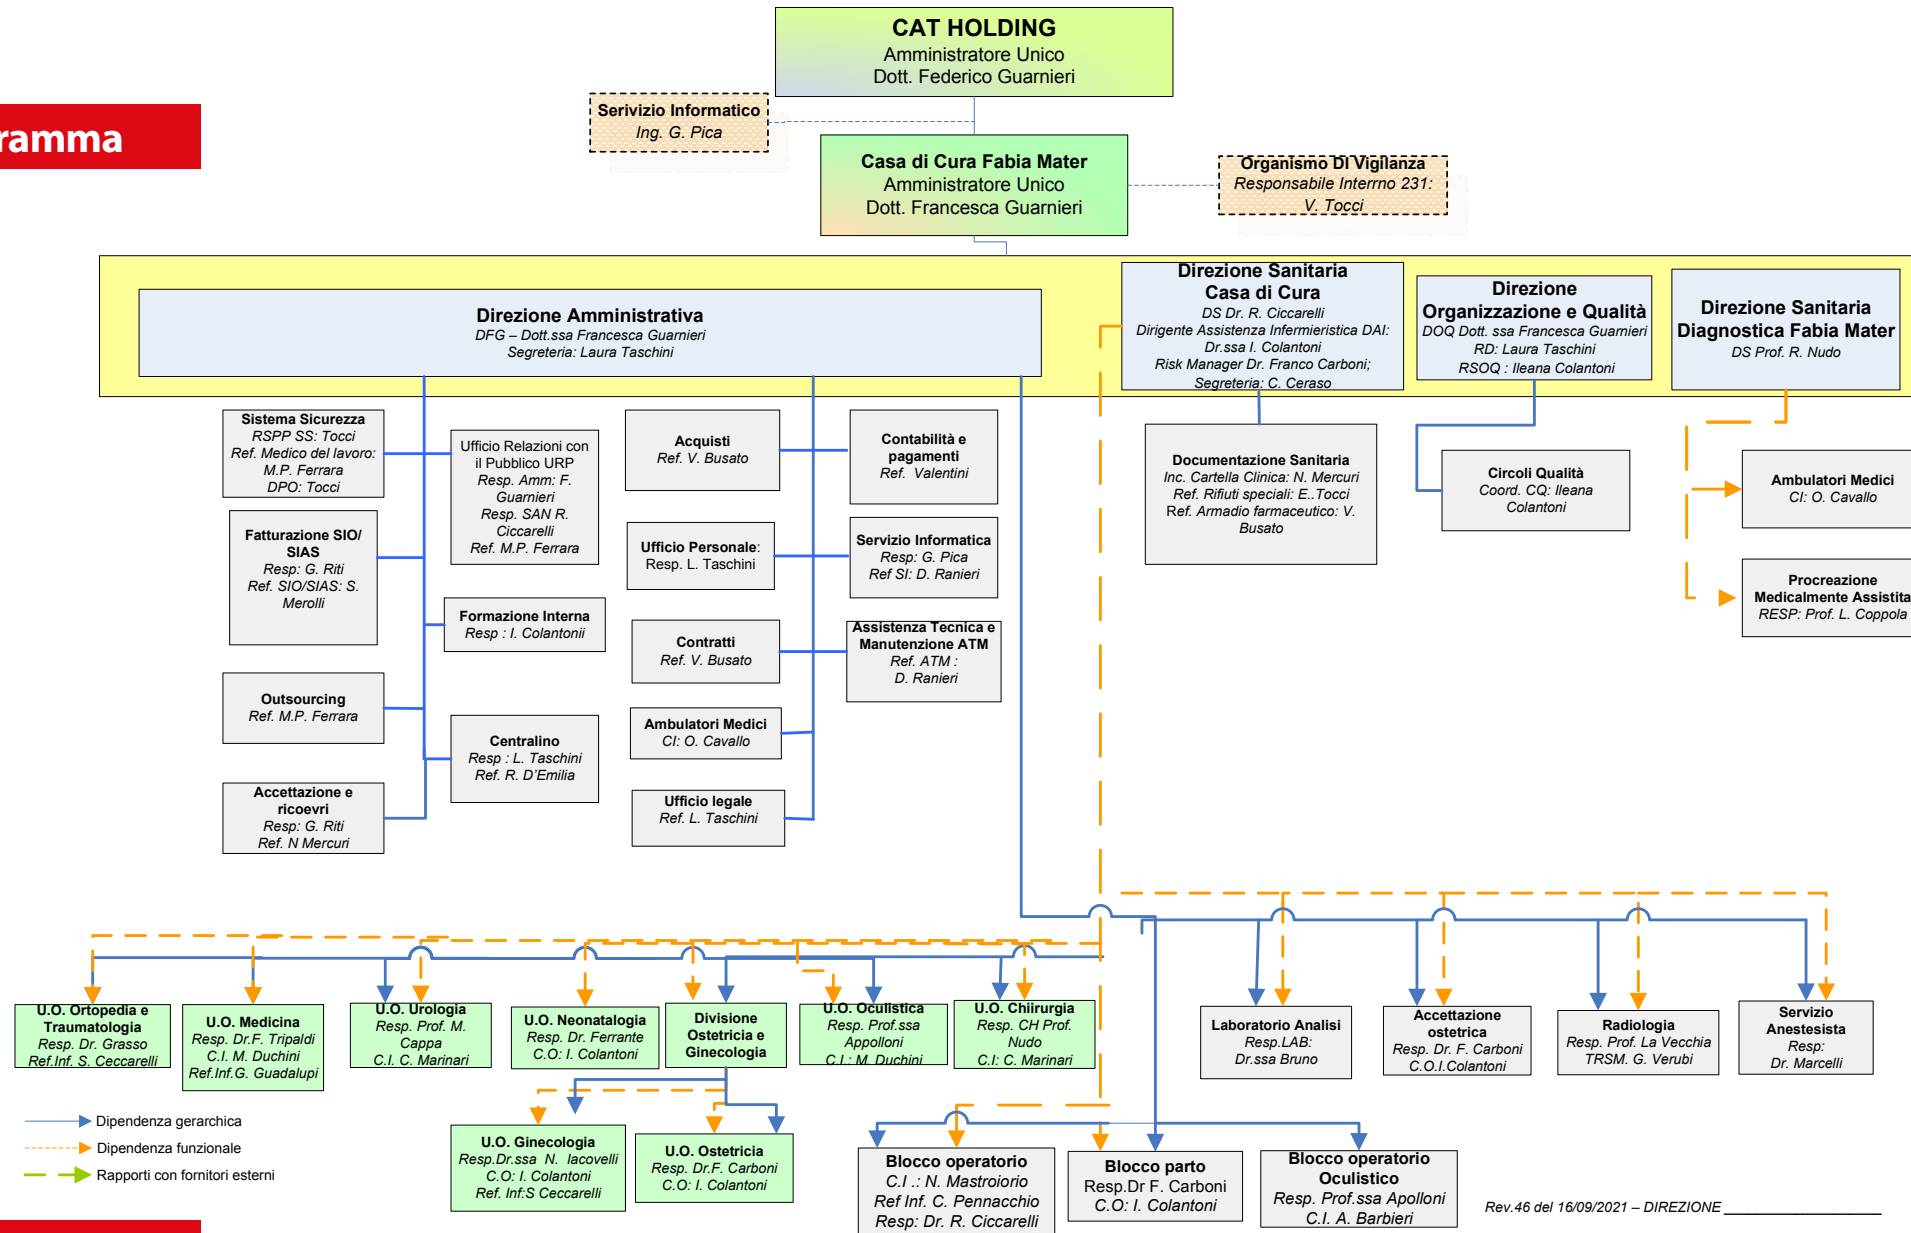 CAT HOLDING
Amministratore Unico
Dott. Federico Guarnieri
ramma
Serivizio Informatico
Ing. G. Pica
Casa di Cura Fabia Mater
Amministratore Unico
Dott. Francesca Guarnieri
Organismo DI Vigilanza
Responsabile Interrno 231:
V. Tocci
Direzione Amministrativa
DFG – Dott.ssa Francesca Guarnieri
Segreteria: Laura Taschini
Direzione Sanitaria
Casa di Cura
DS Dr. R. Ciccarelli
Dirigente Assistenza Infermieristica DAI:
Dr.ssa I. Colantoni
Risk Manager Dr. Franco Carboni;
Segreteria: C. Ceraso
Direzione
Organizzazione e Qualità
DOQ Dott. ssa Francesca Guarnieri
RD: Laura Taschini
RSOQ : Ileana Colantoni
Direzione Sanitaria
Diagnostica Fabia Mater
DS Prof. R. Nudo
Sistema Sicurezza
RSPP SS: Tocci
Ref. Medico del lavoro:
M.P. Ferrara
DPO: Tocci
Ufficio Relazioni con
il Pubblico URP
Resp. Amm: F.
Guarnieri
Resp. SAN R.
Ciccarelli
Ref. M.P. Ferrara
Fatturazione SIO/
SIAS
Resp: G. Riti
Ref. SIO/SIAS: S.
Merolli
Formazione Interna
Resp : I. Colantonii
Outsourcing
Ref. M.P. Ferrara
Centralino
Resp : L. Taschini
Ref. R. D'Emilia
Accettazione e
ricoevri
Resp: G. Riti
Ref. N Mercuri
Acquisti
Ref. V. Busato
Contabilità e
pagamenti
Ref. Valentini
Ufficio Personale:
Resp. L. Taschini
Servizio Informatica
Resp: G. Pica
Ref SI: D. Ranieri
Contratti
Ref. V. Busato
Assistenza Tecnica e
Manutenzione ATM
Ref. ATM :
D. Ranieri
Ambulatori Medici
CI: O. Cavallo
Ufficio legale
Ref. L. Taschini
Documentazione Sanitaria
Inc. Cartella Clinica: N. Mercuri
Ref. Rifiuti speciali: E..Tocci
Ref. Armadio farmaceutico: V.
Busato
Circoli Qualità
Coord. CQ: Ileana
Colantoni
Ambulatori Medici
CI: O. Cavallo
Procreazione
Medicalmente Assistita
RESP: Prof. L. Coppola
U.O. Ortopedia e
Traumatologia
Resp. Dr. Grasso
Ref.Inf. S. Ceccarelli
U.O. Medicina
Resp. Dr.F. Tripaldi
C.I. M. Duchini
Ref.Inf.G. Guadalupi
U.O. Urologia
Resp. Prof. M.
Cappa
C.I. C. Marinari
U.O. Neonatalogia
Resp. Dr. Ferrante
C.O: I. Colantoni
Divisione
Ostetricia e
Ginecologia
U.O. Oculistica
Resp. Prof.ssa
Appolloni
C.I.: M. Duchini
U.O. Chiirurgia
Resp. CH Prof.
Nudo
C.I: C. Marinari
Laboratorio Analisi
Resp.LAB:
Dr.ssa Bruno
Accettazione
ostetrica
Resp. Dr. F. Carboni
C.O.I.Colantoni
Radiologia
Resp. Prof. La Vecchia
TRSM. G. Verubi
Servizio
Anestesista
Resp:
Dr. Marcelli
Dipendenza gerarchica
Dipendenza funzionale
Rapporti con fornitori esterni
U.O. Ginecologia
Resp.Dr.ssa N. Iacovelli
C.O: I. Colantoni
Ref. Inf:S Ceccarelli
U.O. Ostetricia
Resp. Dr.F. Carboni
C.O: I. Colantoni
Blocco operatorio
C.I .: N. Mastroiorio
Ref Inf. C. Pennacchio
Resp: Dr. R. Ciccarelli
Blocco parto
Resp.Dr F. Carboni
C.O: I. Colantoni
Blocco operatorio
Oculistico
Resp. Prof.ssa Apolloni
C.I. A. Barbieri
Rev.46 del 16/09/2021 – DIREZIONE